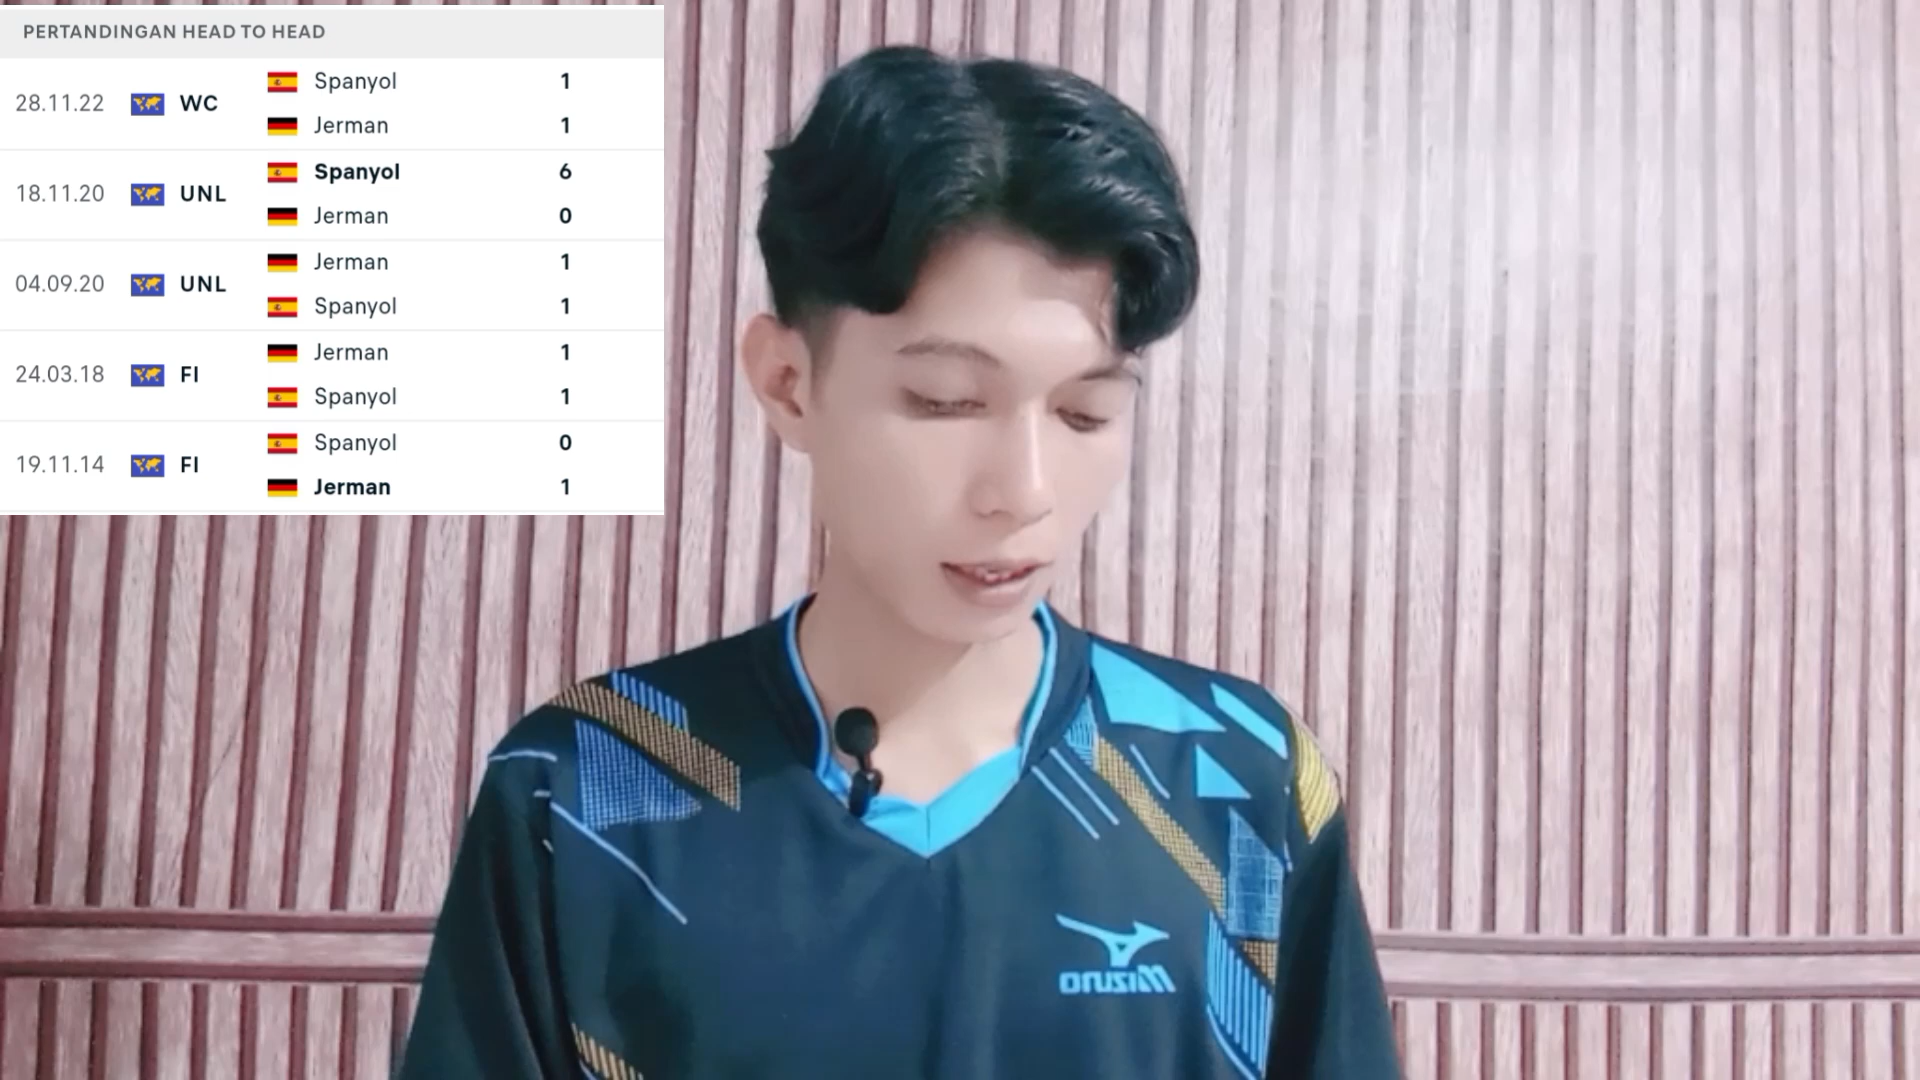 PERTANDINGAN HEAD TO HEAD
28.11.22 WC Spanyol 1
Jerman 1
18.11.20 UNL Spanyol 6
Jerman 0
04.09.20 UNL Jerman 1
Spanyol 1
24.03.18 FI Jerman 1
Spanyol 1
19.11.14 FI Spanyol 0
Jerman 1
Mizuno